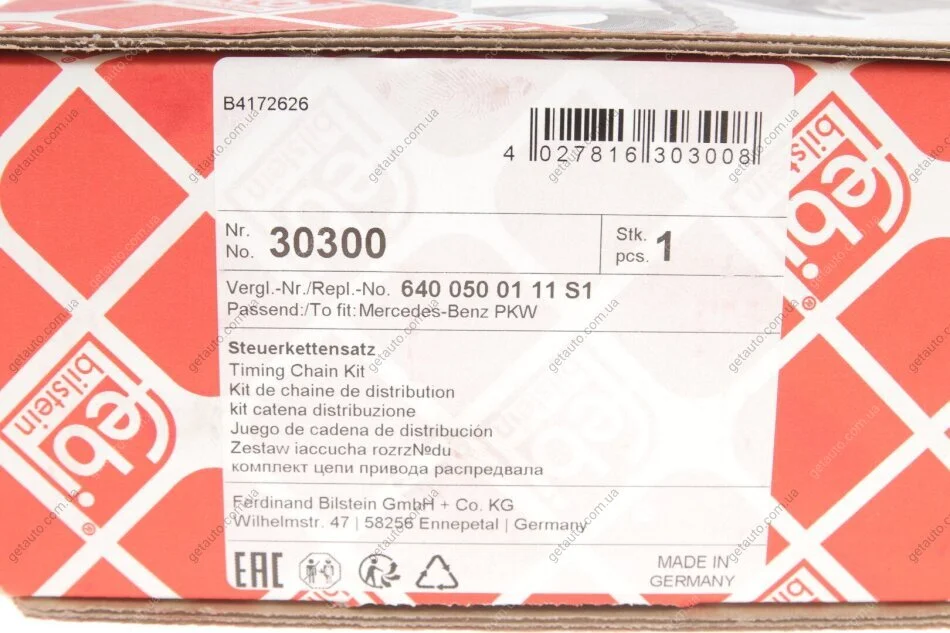 B4172626
4 027816 303008
Nr.
No. 30300
Stk.
pcs. 1
Vergl.-Nr./Repl.-No. 640 050 01 11 S1
Passend:/To fit: Mercedes-Benz PKW
Steuerkettensatz
Timing Chain Kit
Kit de chaine de distribution
kit catena distribuzione
Juego de cadena de distribución
Zestaw iaccucha rozrz№du
комплект цепи привода распредвала
Ferdinand Bilstein GmbH + Co. KG
Wilhelmstr. 47 | 58256 Ennepetal | Germany
EAC
MADE IN
GERMANY
febi
bilstein
febi
bilstein
getauto.com.ua